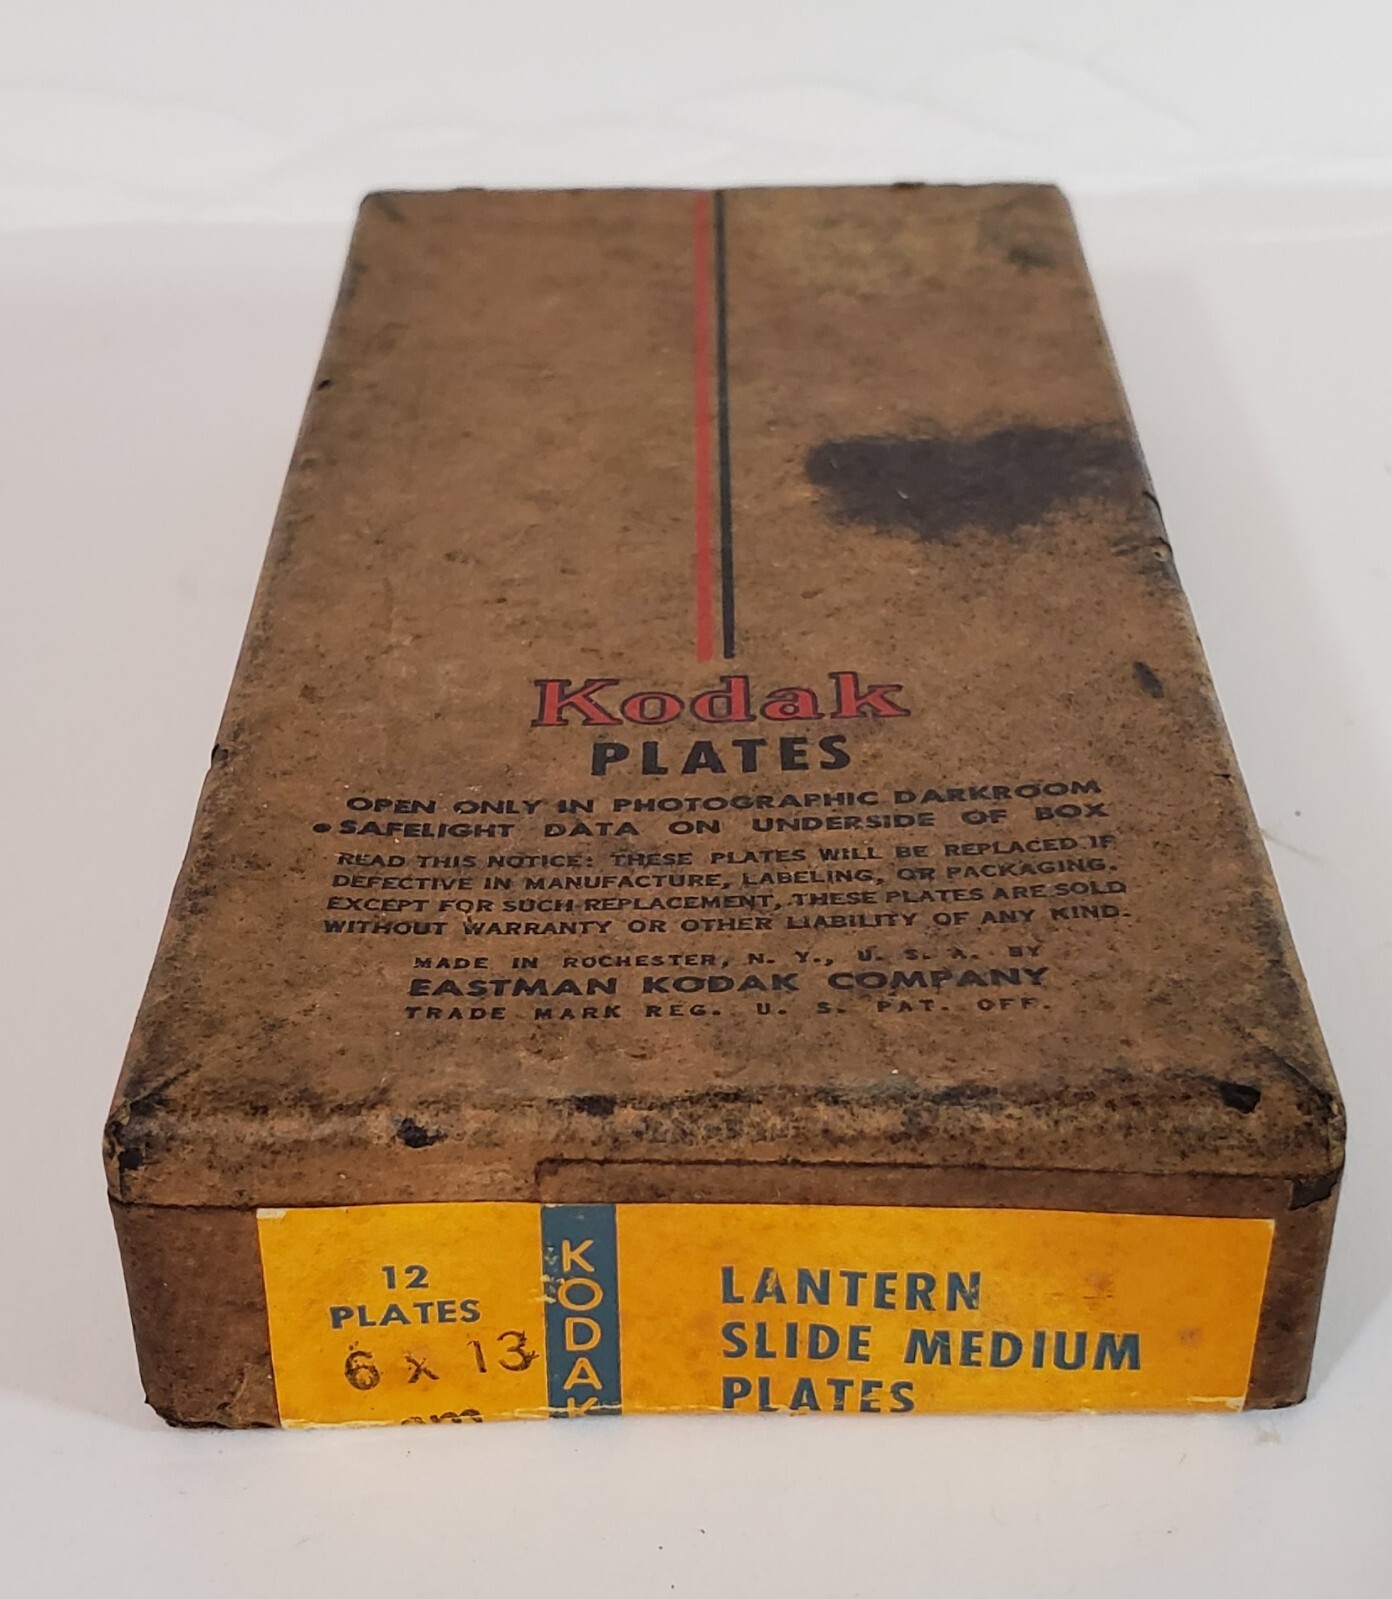 Kodak
PLATES
OPEN ONLY IN PHOTOGRAPHIC DARKROOM
• SAFELIGHT DATA ON UNDERSIDE OF BOX
READ THIS NOTICE: THESE PLATES WILL BE REPLACED IF
DEFECTIVE IN MANUFACTURE, LABELING, OR PACKAGING.
EXCEPT FOR SUCH REPLACEMENT, THESE PLATES ARE SOLD
WITHOUT WARRANTY OR OTHER LIABILITY OF ANY KIND.
MADE IN ROCHESTER, N. Y., U. S. A. BY
EASTMAN KODAK COMPANY
TRADE MARK REG. U. S. PAT. OFF.
12
PLATES
6 x 13
cm
KODAK
LANTERN
SLIDE MEDIUM
PLATES